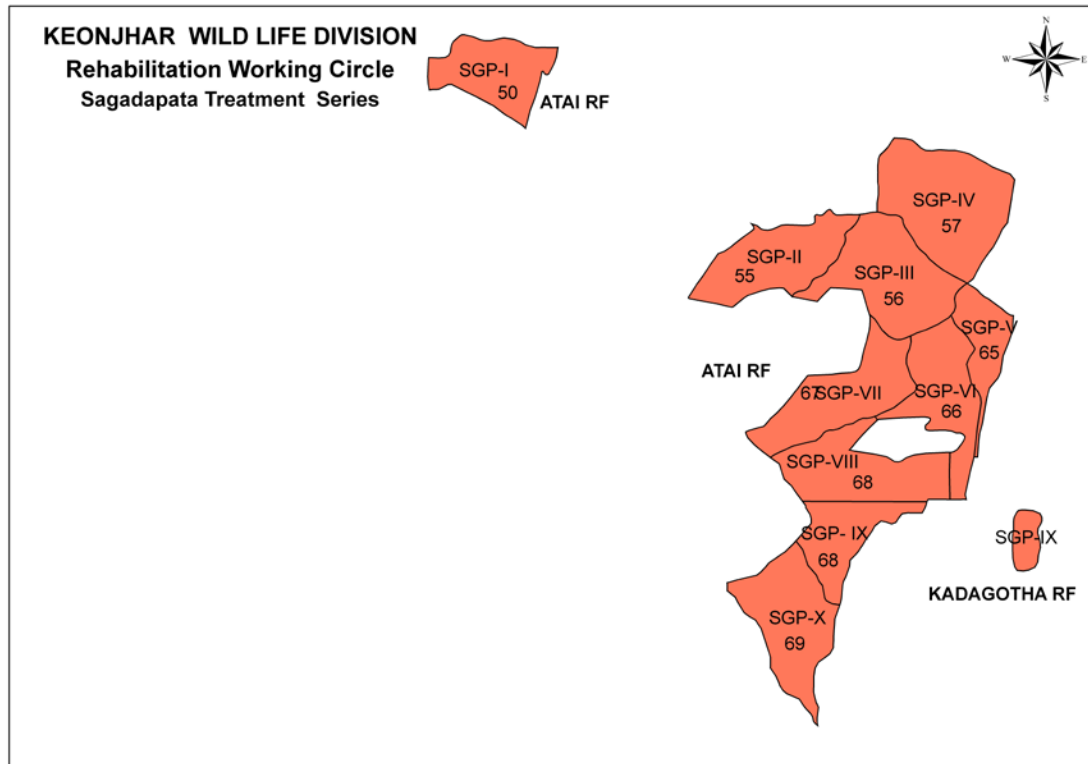 KEONJHAR WILD LIFE DIVISION
Rehabilitation Working Circle
Sagadapata Treatment Series
SGP-I
50
ATAI RF
N
W
E
S
SGP-IV
57
SGP-II
55
SGP-III
56
SGP-V
65
ATAI RF
67
SGP-VII
SGP-VI
66
SGP-VIII
68
SGP- IX
68
SGP-IX
KADAGOTHA RF
SGP-X
69